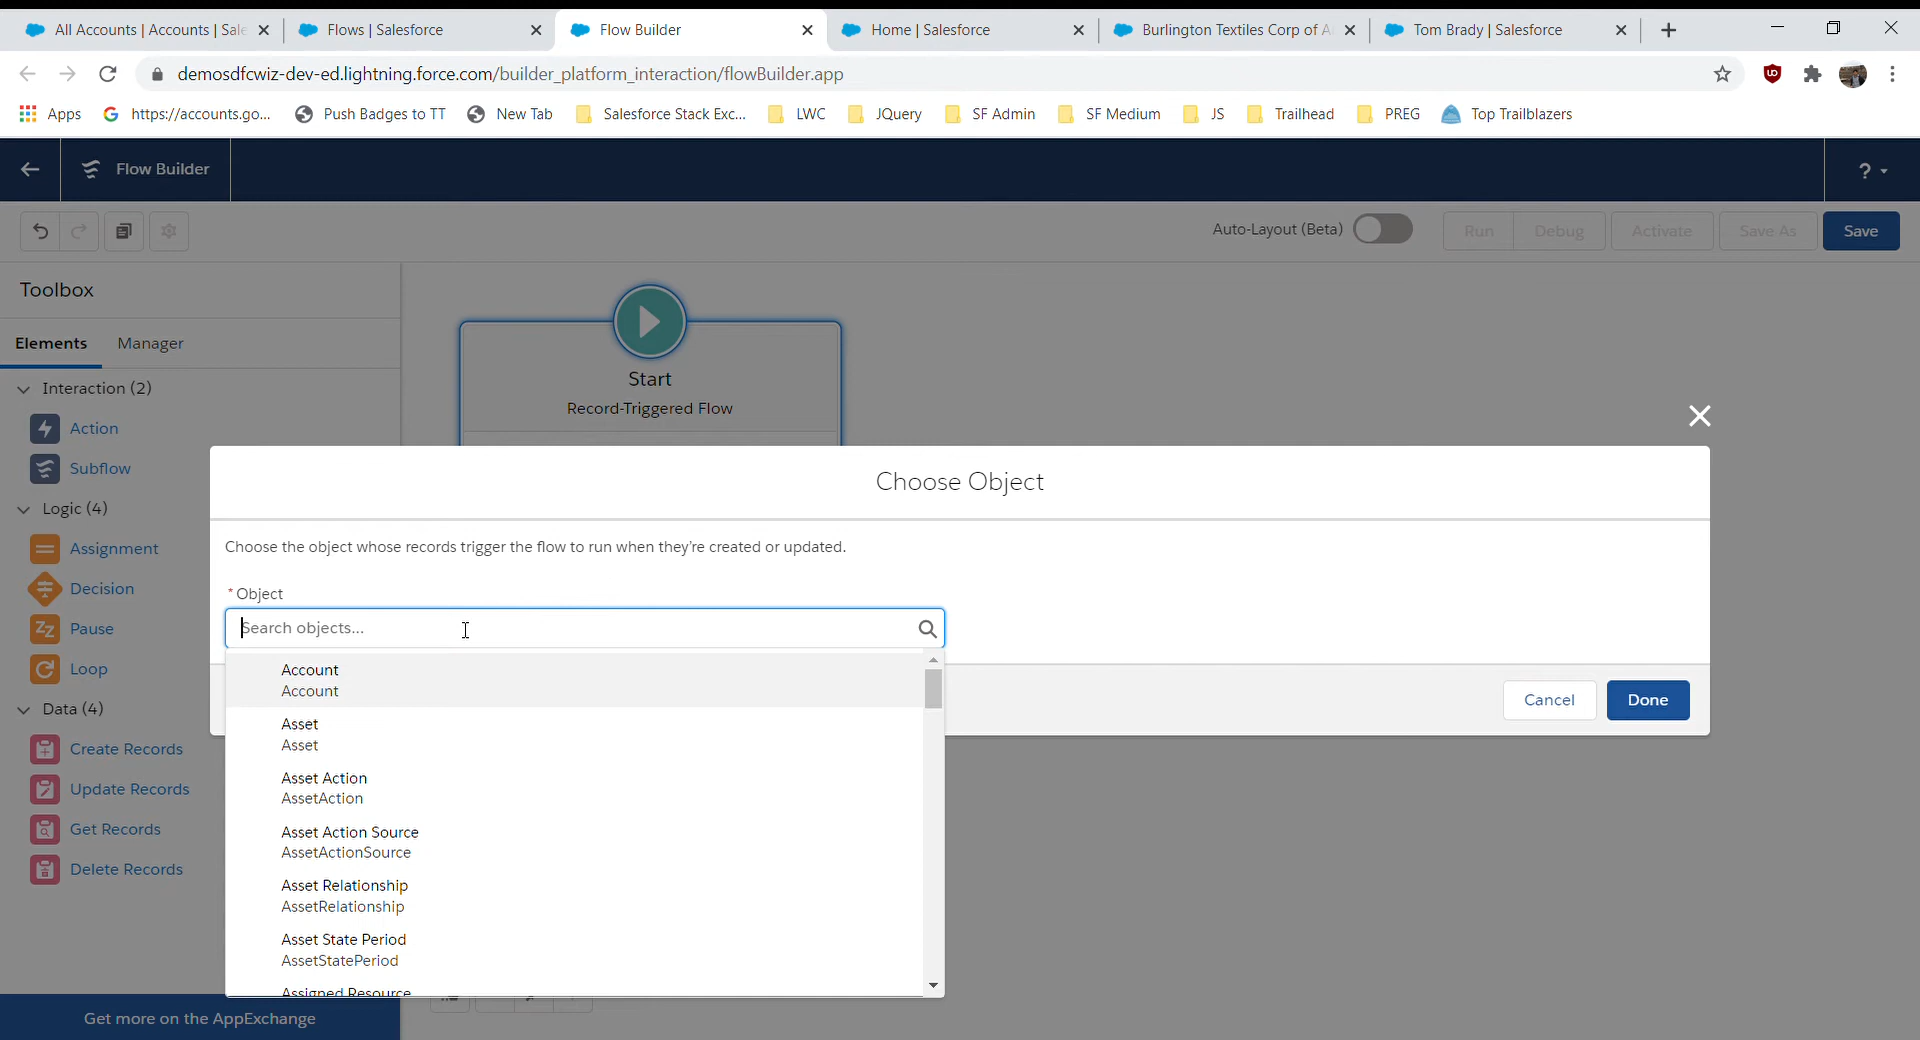 All Accounts | Accounts | Sale
Flows | Salesforce
Flow Builder
Home | Salesforce
Burlington Textiles Corp of A
Tom Brady | Salesforce
demosdfcwiz-dev-ed.lightning.force.com/builder_platform_interaction/flowBuilder.app
Apps
https://accounts.go...
Push Badges to TT
New Tab
Salesforce Stack Exc...
LWC
JQuery
SF Admin
SF Medium
JS
Trailhead
PREG
Top Trailblazers
Flow Builder
?
Auto-Layout (Beta)
Run
Debug
Activate
Save As
Save
Toolbox
Elements
Manager
Interaction (2)
Action
Subflow
Logic (4)
Assignment
Decision
Pause
Loop
Data (4)
Create Records
Update Records
Get Records
Delete Records
Get more on the AppExchange
Start
Record-Triggered Flow
Choose Object
Choose the object whose records trigger the flow to run when they're created or updated.
* Object
Search objects...
Account
Account
Asset
Asset
Asset Action
AssetAction
Asset Action Source
AssetActionSource
Asset Relationship
AssetRelationship
Asset State Period
AssetStatePeriod
Assigned Resource
Cancel
Done